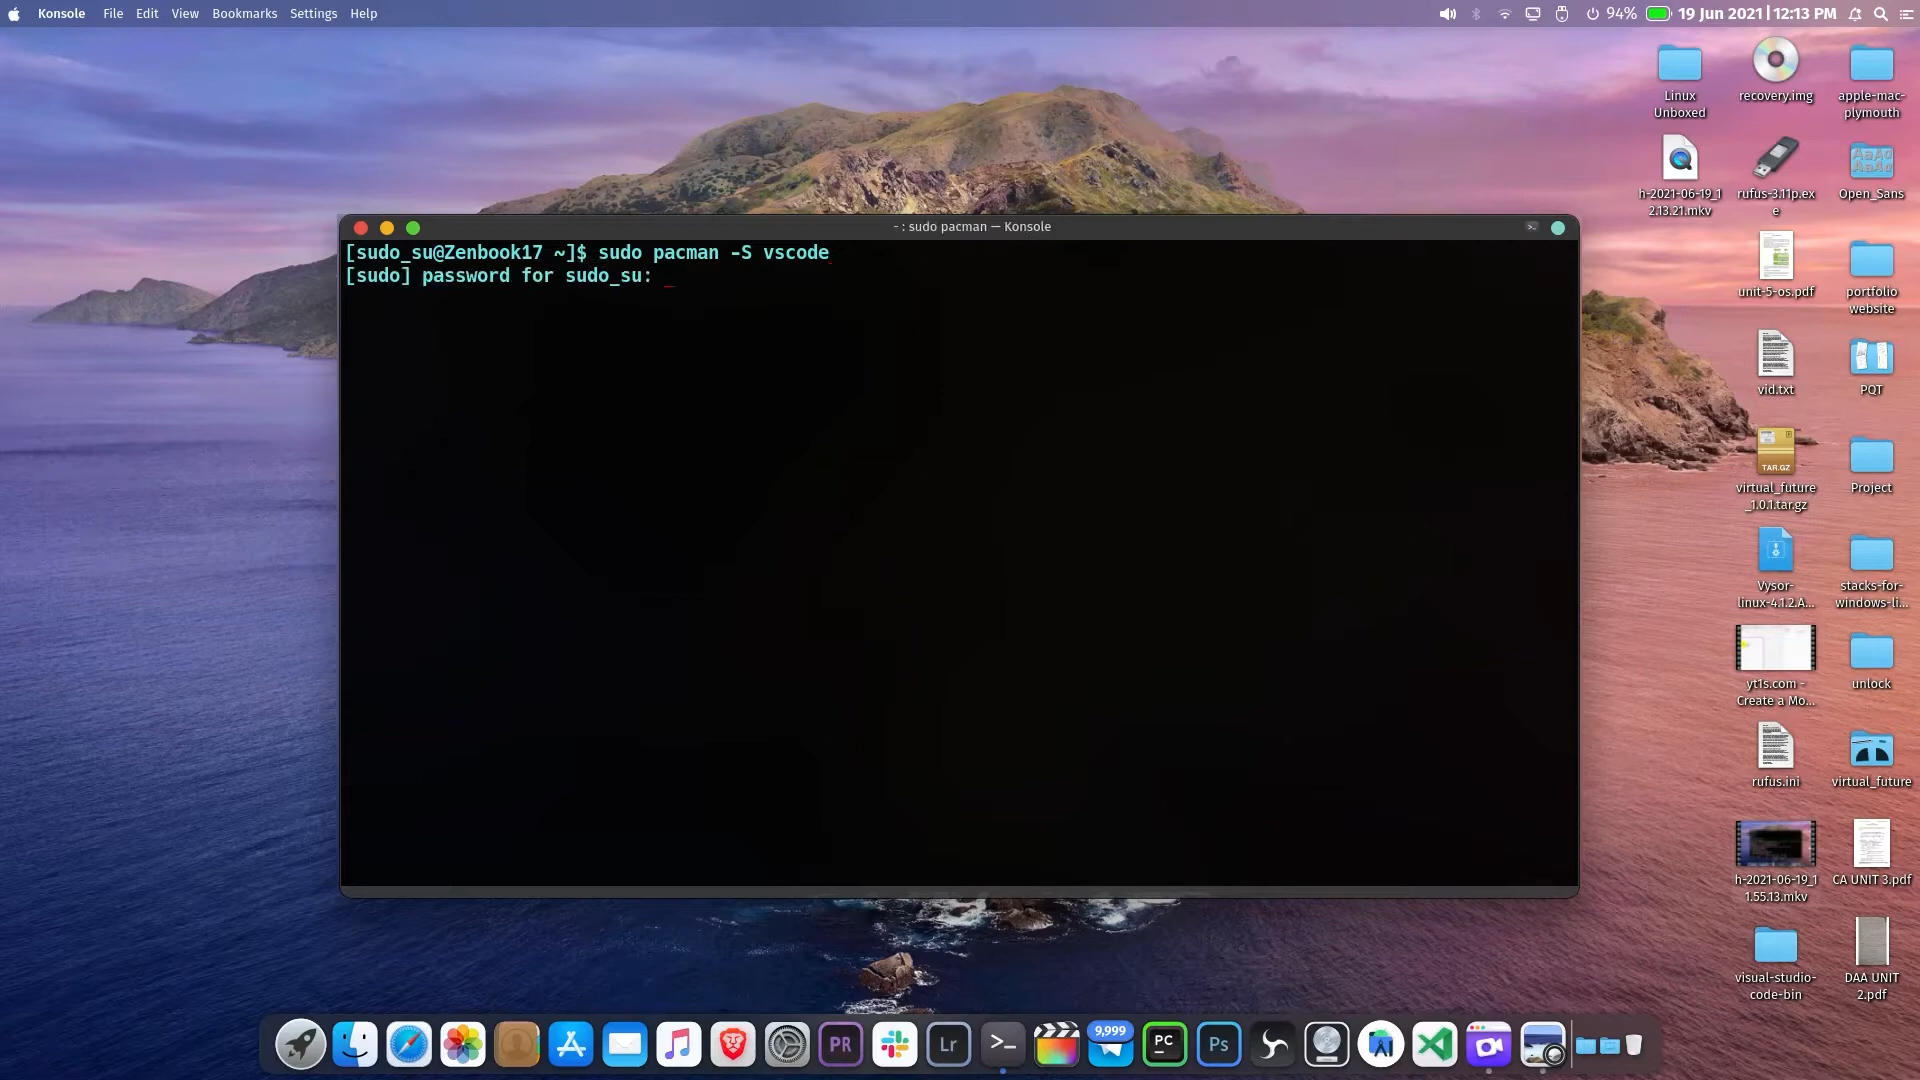 Konsole File Edit View Bookmarks Settings Help
94% 19 Jun 2021 | 12:13 PM
Linux
Unboxed
recovery.img
apple-mac-
plymouth
h-2021-06-19_1
2.13.21.mkv
rufus-3.11p.ex
e
Open_Sans
- : sudo pacman — Konsole
[sudo_su@Zenbook17 ~]$ sudo pacman -S vscode
[sudo] password for sudo_su:
unit-5-os.pdf
portfolio
website
vid.txt
PQT
TAR.GZ
virtual_future
_1.0.1.tar.gz
Project
Vysor-
linux-4.1.2.A...
stacks-for-
windows-li...
yt1s.com -
Create a Mo...
unlock
rufus.ini
virtual_future
h-2021-06-19_1
1.55.13.mkv
CA UNIT 3.pdf
visual-studio-
code-bin
DAA UNIT
2.pdf
PR
Lr
9,999
PC
Ps